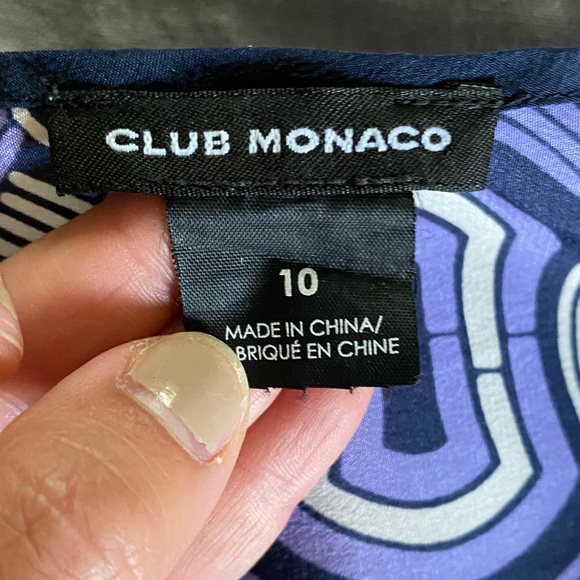 CLUB MONACO
10
MADE IN CHINA/
BRIQUÉ EN CHINE